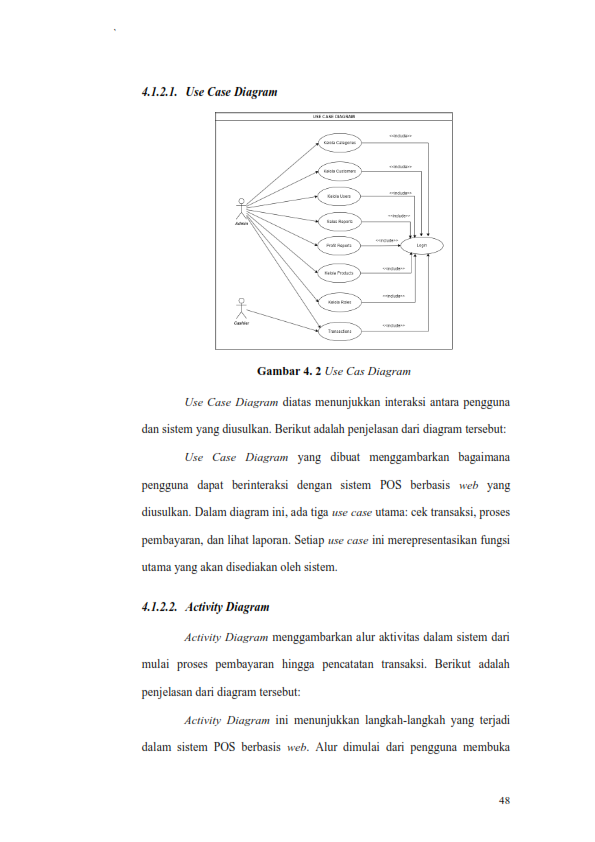 4.1.2.1. Use Case Diagram
USE CASE DIAGRAM
Kelola Categories
<<include>>
Kelola Customers
<<include>>
Kelola Users
<<include>>
Sales Reports
<<include>>
Admin
Profit Reports
<<include>>
Login
Kelola Products
<<include>>
Kelola Roles
<<include>>
Cashier
Transactions
<<include>>
Gambar 4. 2 Use Cas Diagram
Use Case Diagram diatas menunjukkan interaksi antara pengguna
dan sistem yang diusulkan. Berikut adalah penjelasan dari diagram tersebut:
Use Case Diagram yang dibuat menggambarkan bagaimana
pengguna dapat berinteraksi dengan sistem POS berbasis web yang
diusulkan. Dalam diagram ini, ada tiga use case utama: cek transaksi, proses
pembayaran, dan lihat laporan. Setiap use case ini merepresentasikan fungsi
utama yang akan disediakan oleh sistem.
4.1.2.2. Activity Diagram
Activity Diagram menggambarkan alur aktivitas dalam sistem dari
mulai proses pembayaran hingga pencatatan transaksi. Berikut adalah
penjelasan dari diagram tersebut:
Activity Diagram ini menunjukkan langkah-langkah yang terjadi
dalam sistem POS berbasis web. Alur dimulai dari pengguna membuka
48